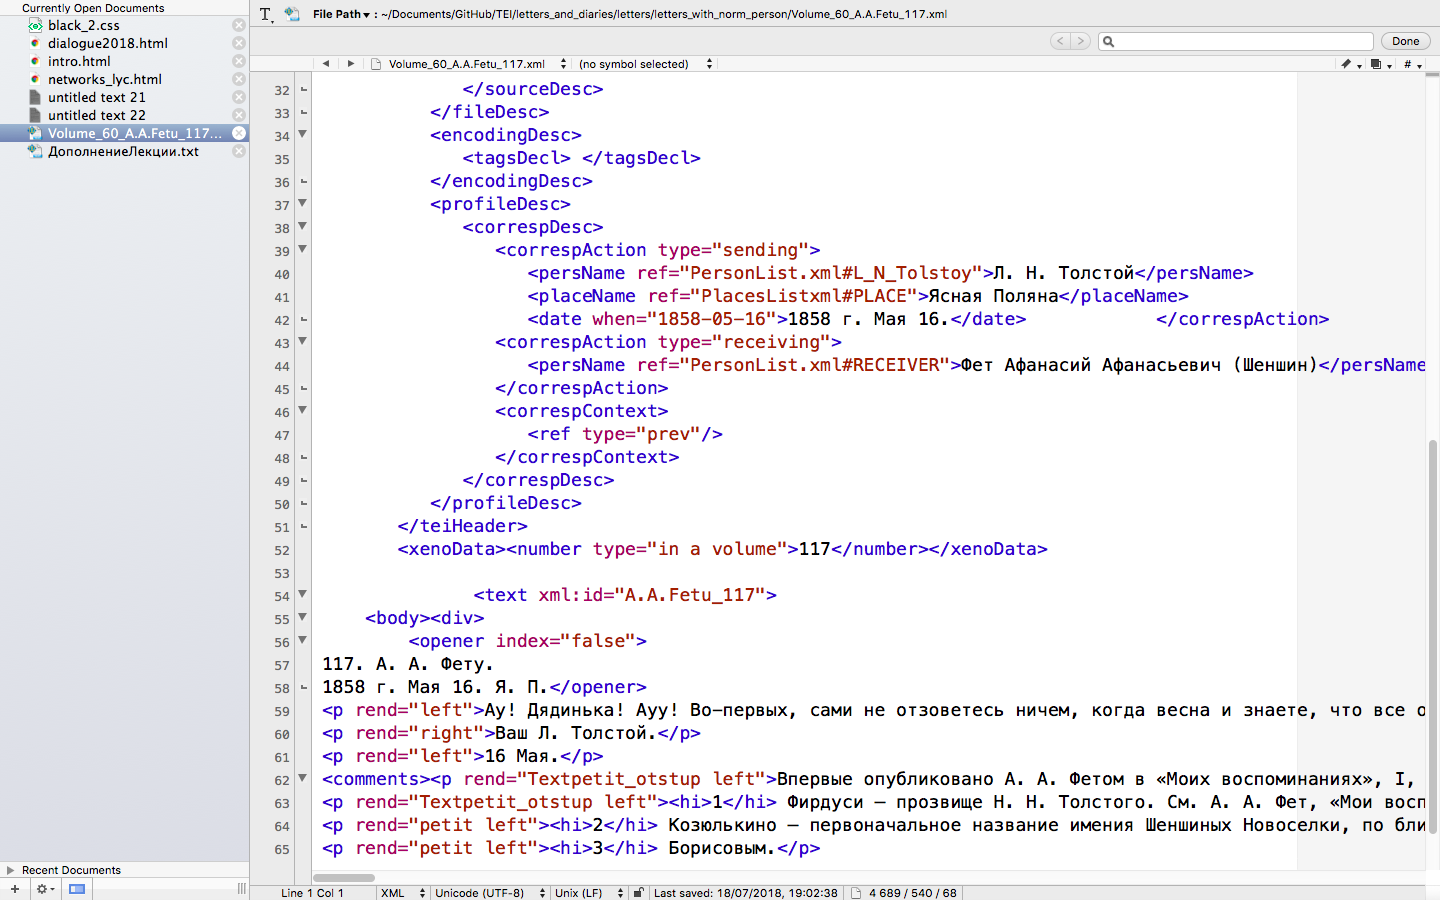 Currently Open Documents
black_2.css
dialogue2018.html
intro.html
networks_lyc.html
untitled text 21
untitled text 22
Volume_60_A.A.Fetu_117...
ДополнениеЛекции.txt
Recent Documents
File Path ▾ : ~/Documents/GitHub/TEI/letters_and_diaries/letters/letters_with_norm_person/Volume_60_A.A.Fetu_117.xml
Done
Volume_60_A.A.Fetu_117.xml (no symbol selected) #
32 </sourceDesc>
33 </fileDesc>
34 <encodingDesc>
35 <tagsDecl> </tagsDecl>
36 </encodingDesc>
37 <profileDesc>
38 <correspDesc>
39 <correspAction type="sending">
40 <persName ref="PersonList.xml#L_N_Tolstoy">Л. Н. Толстой</persName>
41 <placeName ref="PlacesListxml#PLACE">Ясная Поляна</placeName>
42 <date when="1858-05-16">1858 г. Мая 16.</date> </correspAction>
43 <correspAction type="receiving">
44 <persName ref="PersonList.xml#RECEIVER">Фет Афанасий Афанасьевич (Шеншин)</persName
45 </correspAction>
46 <correspContext>
47 <ref type="prev"/>
48 </correspContext>
49 </correspDesc>
50 </profileDesc>
51 </teiHeader>
52 <xenoData><number type="in a volume">117</number></xenoData>
53
54 <text xml:id="A.A.Fetu_117">
55 <body><div>
56 <opener index="false">
57 117. А. А. Фету.
58 1858 г. Мая 16. Я. П.</opener>
59 <p rend="left">Ау! Дядинька! Ауу! Во-первых, сами не отзоветесь ничем, когда весна и знаете, что все о
60 <p rend="right">Ваш Л. Толстой.</p>
61 <p rend="left">16 Мая.</p>
62 <comments><p rend="Textpetit_otstup left">Впервые опубликовано А. А. Фетом в «Моих воспоминаниях», I,
63 <p rend="Textpetit_otstup left"><hi>1</hi> Фирдуси — прозвище Н. Н. Толстого. См. А. А. Фет, «Мои восп
64 <p rend="petit left"><hi>2</hi> Козюлькино — первоначальное название имения Шеншиных Новоселки, по бли
65 <p rend="petit left"><hi>3</hi> Борисовым.</p>
Line 1 Col 1 XML Unicode (UTF-8) Unix (LF) Last saved: 18/07/2018, 19:02:38 4 689 / 540 / 68